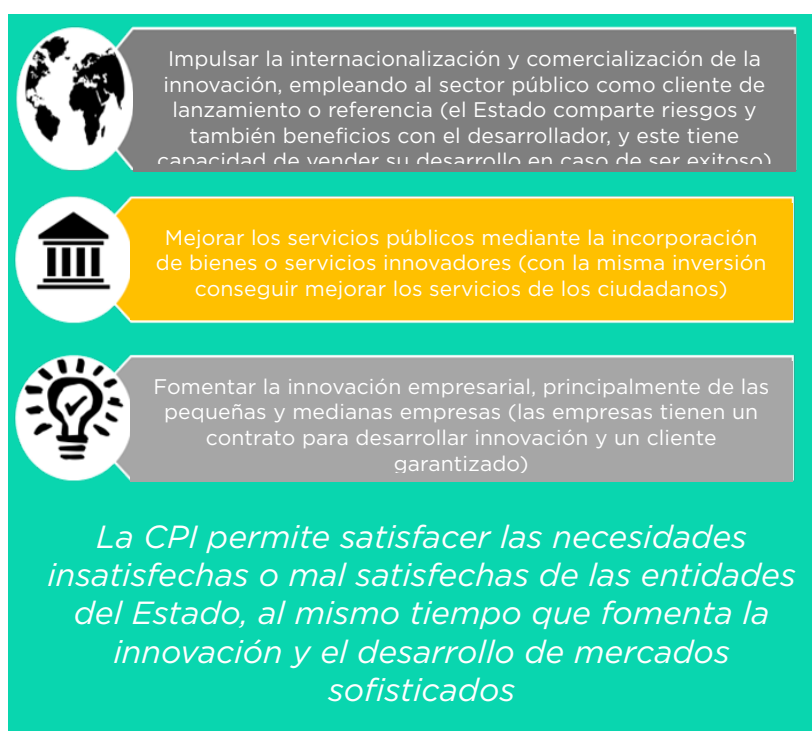 Impulsar la internacionalización y comercialización de la
innovación, empleando al sector público como cliente de
lanzamiento o referencia (el Estado comparte riesgos y
también beneficios con el desarrollador, y este tiene
capacidad de vender su desarrollo en caso de ser exitoso)
Mejorar los servicios públicos mediante la incorporación
de bienes o servicios innovadores (con la misma inversión
conseguir mejorar los servicios de los ciudadanos)
Fomentar la innovación empresarial, principalmente de las
pequeñas y medianas empresas (las empresas tienen un
contrato para desarrollar innovación y un cliente
garantizado)
La CPI permite satisfacer las necesidades
insatisfechas o mal satisfechas de las entidades
del Estado, al mismo tiempo que fomenta la
innovación y el desarrollo de mercados
sofisticados